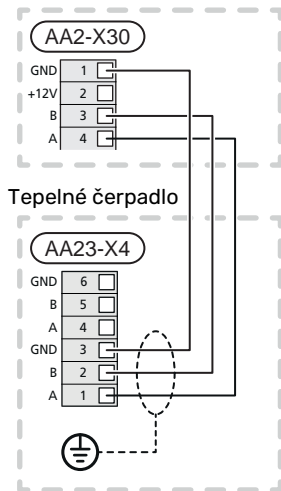 AA2-X30
GND 1
+12V 2
B 3
A 4
Tepelné čerpadlo
AA23-X4
GND 6
B 5
A 4
GND 3
B 2
A 1